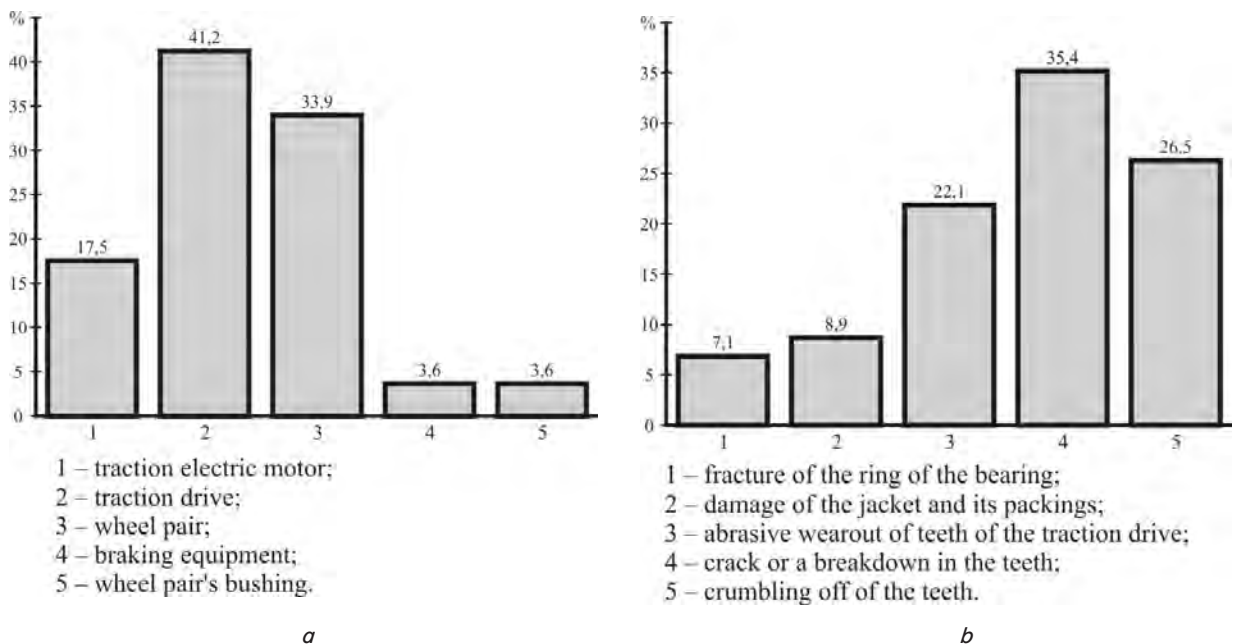 %
41,2
40
35
33,9
30
25
20
17,5
15
10
5
3,6
3,6
0
1 2 3 4 5
1 – traction electric motor;
2 – traction drive;
3 – wheel pair;
4 – braking equipment;
5 – wheel pair's bushing.
a
%
35,4
35
30
26,5
25
22,1
20
15
10
8,9
7,1
5
0
1 2 3 4 5
1 – fracture of the ring of the bearing;
2 – damage of the jacket and its packings;
3 – abrasive wearout of teeth of the traction drive;
4 – crack or a breakdown in the teeth;
5 – crumbling off of the teeth.
b